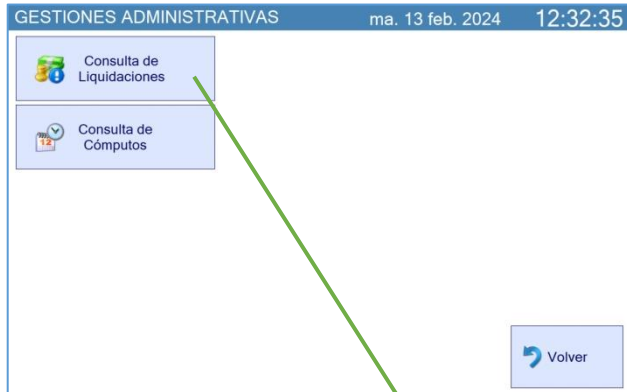 GESTIONES ADMINISTRATIVAS ma. 13 feb. 2024 12:32:35
Consulta de
Liquidaciones
12
Consulta de
Cómputos
Volver